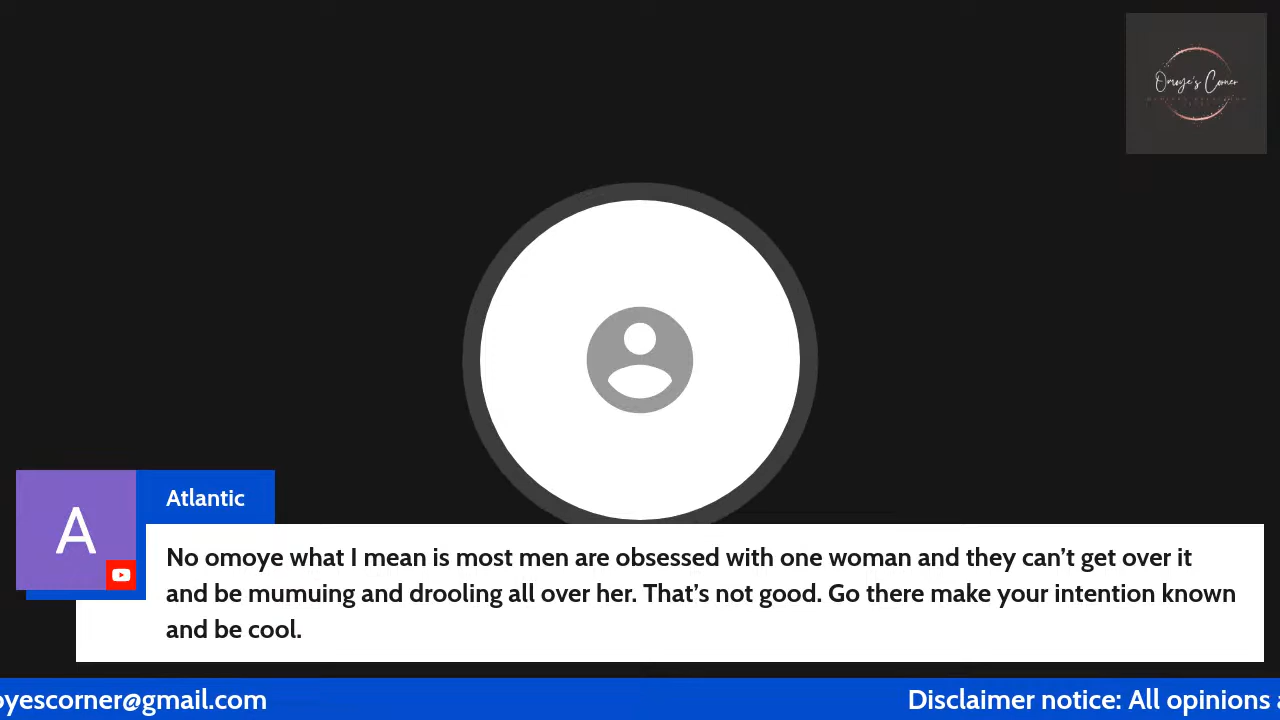 Omoye's Corner
A
Atlantic
No omoye what I mean is most men are obsessed with one woman and they can’t get over it
and be mumuing and drooling all over her. That’s not good. Go there make your intention known
and be cool.
oyescorner@gmail.com
Disclaimer notice: All opinions a